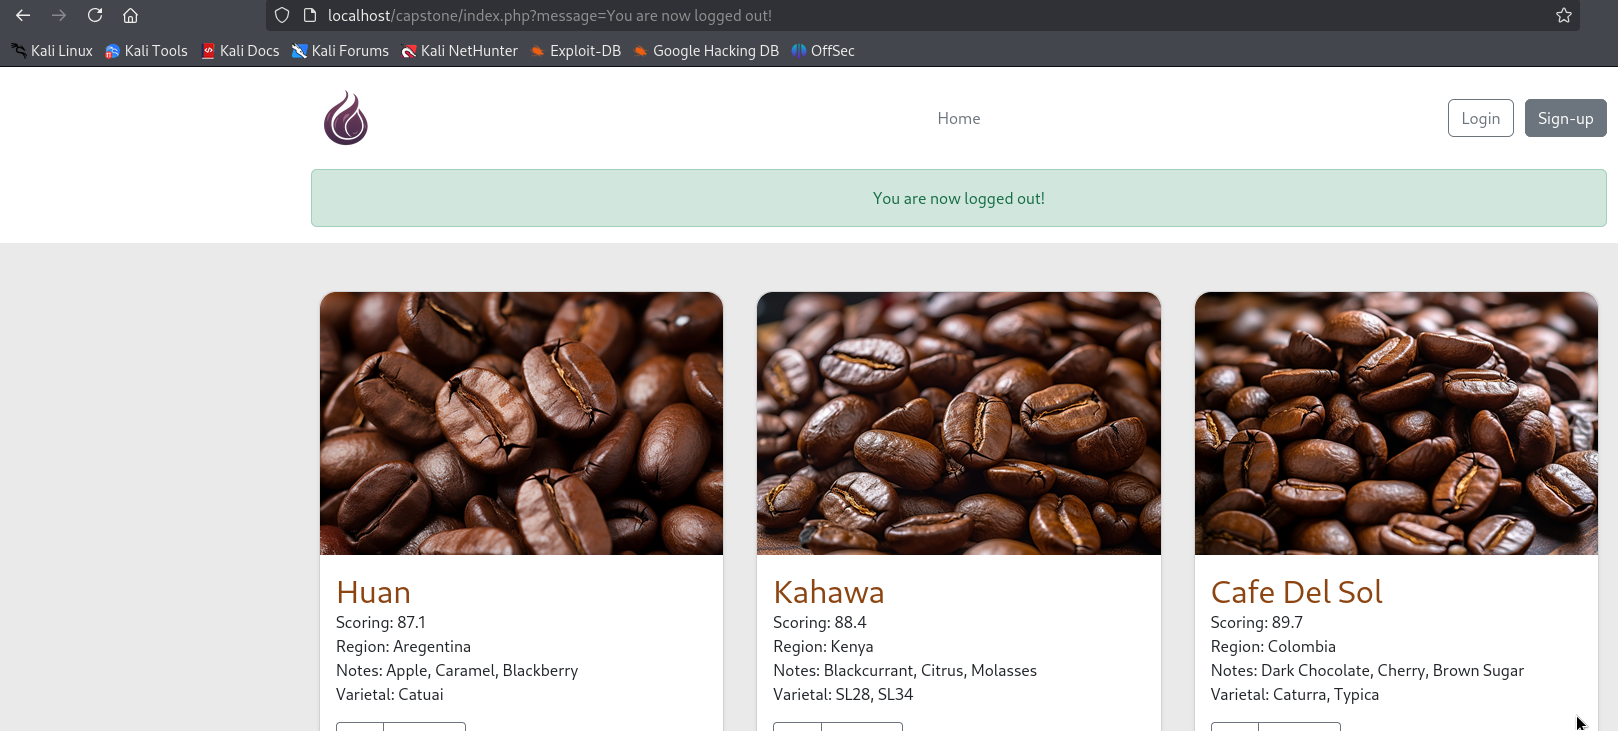 localhost/capstone/index.php?message=You are now logged out!
Kali Linux Kali Tools Kali Docs Kali Forums Kali NetHunter Exploit-DB Google Hacking DB OffSec
Home Login Sign-up
You are now logged out!
Huan
Scoring: 87.1
Region: Aregentina
Notes: Apple, Caramel, Blackberry
Varietal: Catuai
Kahawa
Scoring: 88.4
Region: Kenya
Notes: Blackcurrant, Citrus, Molasses
Varietal: SL28, SL34
Cafe Del Sol
Scoring: 89.7
Region: Colombia
Notes: Dark Chocolate, Cherry, Brown Sugar
Varietal: Caturra, Typica